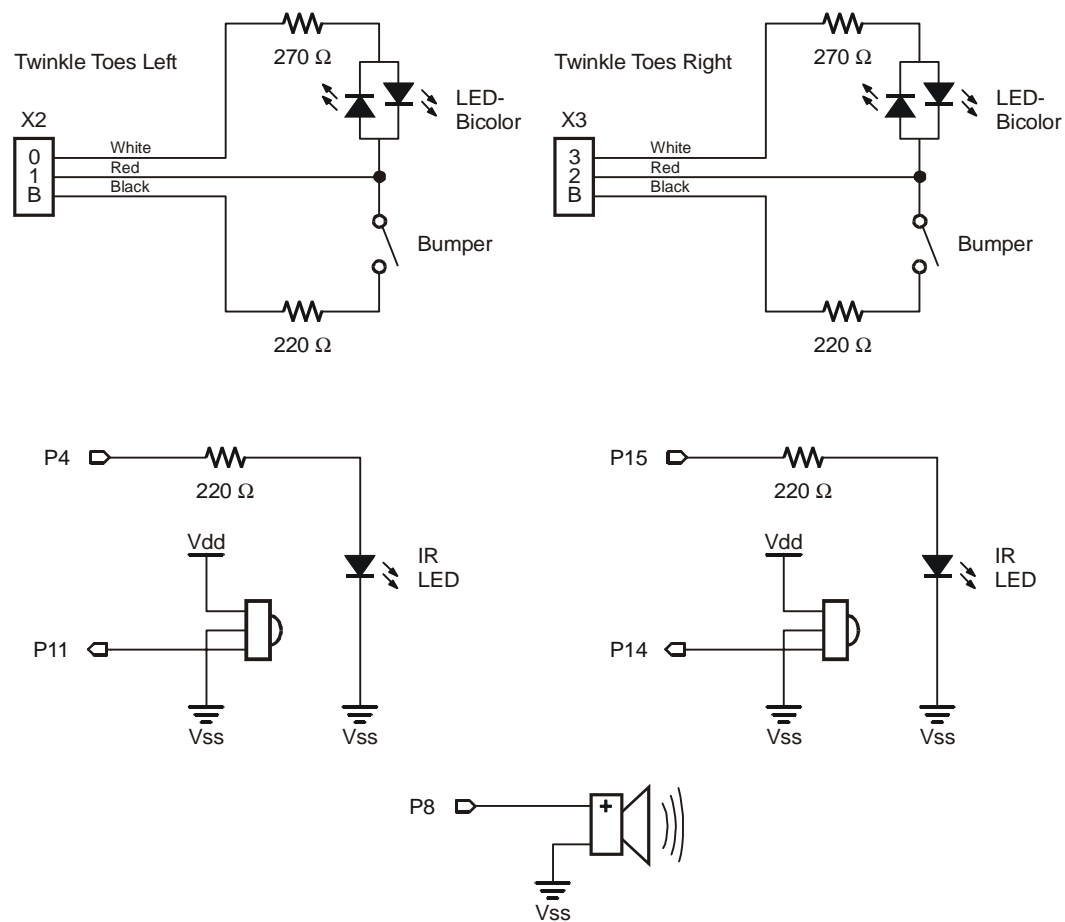 270 Ω
Twinkle Toes Left
LED-
Bicolor
X2
0
1
B
White
Red
Black
Bumper
220 Ω
270 Ω
Twinkle Toes Right
LED-
Bicolor
X3
3
2
B
White
Red
Black
Bumper
220 Ω
P4
220 Ω
Vdd
IR
LED
P11
Vss
Vss
P15
220 Ω
Vdd
IR
LED
P14
Vss
Vss
P8
+
Vss